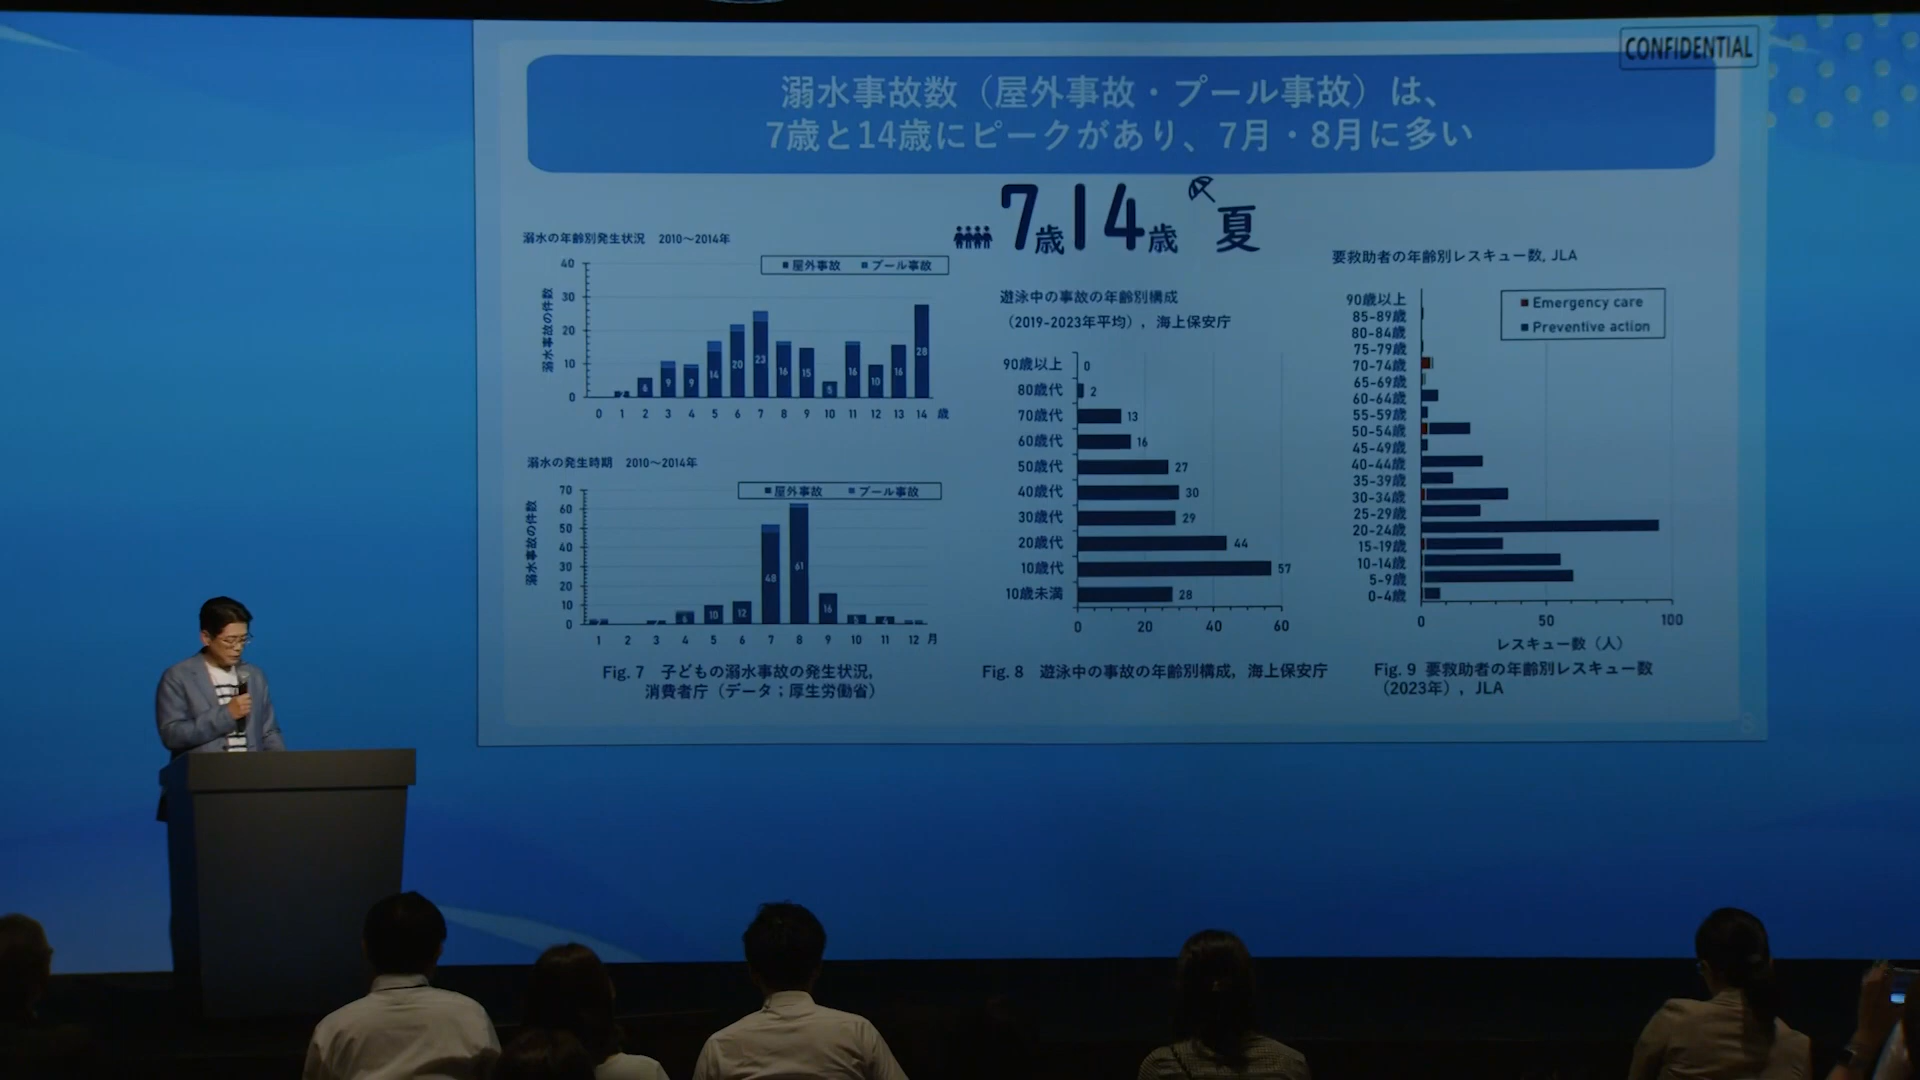 CONFIDENTIAL
溺水事故数（屋外事故・プール事故）は、
7歳と14歳にピークがあり、7月・8月に多い
7歳 14歳 夏
溺水の年齢別発生状況 2010〜2014年
■屋外事故 ■プール事故
溺水事故の件数
40
30
20
10
0
6 9 9 14 20 23 16 15 5 16 10 16 28
0 1 2 3 4 5 6 7 8 9 10 11 12 13 14 歳
溺水の発生時期 2010〜2014年
■屋外事故 ■プール事故
溺水事故の件数
70
60
50
40
30
20
10
0
10 12 48 61 16
1 2 3 4 5 6 7 8 9 10 11 12 月
Fig. 7 子どもの溺水事故の発生状況,
消費者庁（データ；厚生労働省）
遊泳中の事故の年齢別構成
（2019-2023年平均）, 海上保安庁
90歳以上 0
80歳代 2
70歳代 13
60歳代 16
50歳代 27
40歳代 30
30歳代 29
20歳代 44
10歳代 57
10歳未満 28
0 20 40 60
Fig. 8 遊泳中の事故の年齢別構成, 海上保安庁
要救助者の年齢別レスキュー数, JLA
■Emergency care
■Preventive action
90歳以上
85-89歳
80-84歳
75-79歳
70-74歳
65-69歳
60-64歳
55-59歳
50-54歳
45-49歳
40-44歳
35-39歳
30-34歳
25-29歳
20-24歳
15-19歳
10-14歳
5-9歳
0-4歳
0 50 100
レスキュー数（人）
Fig. 9 要救助者の年齢別レスキュー数
（2023年）, JLA